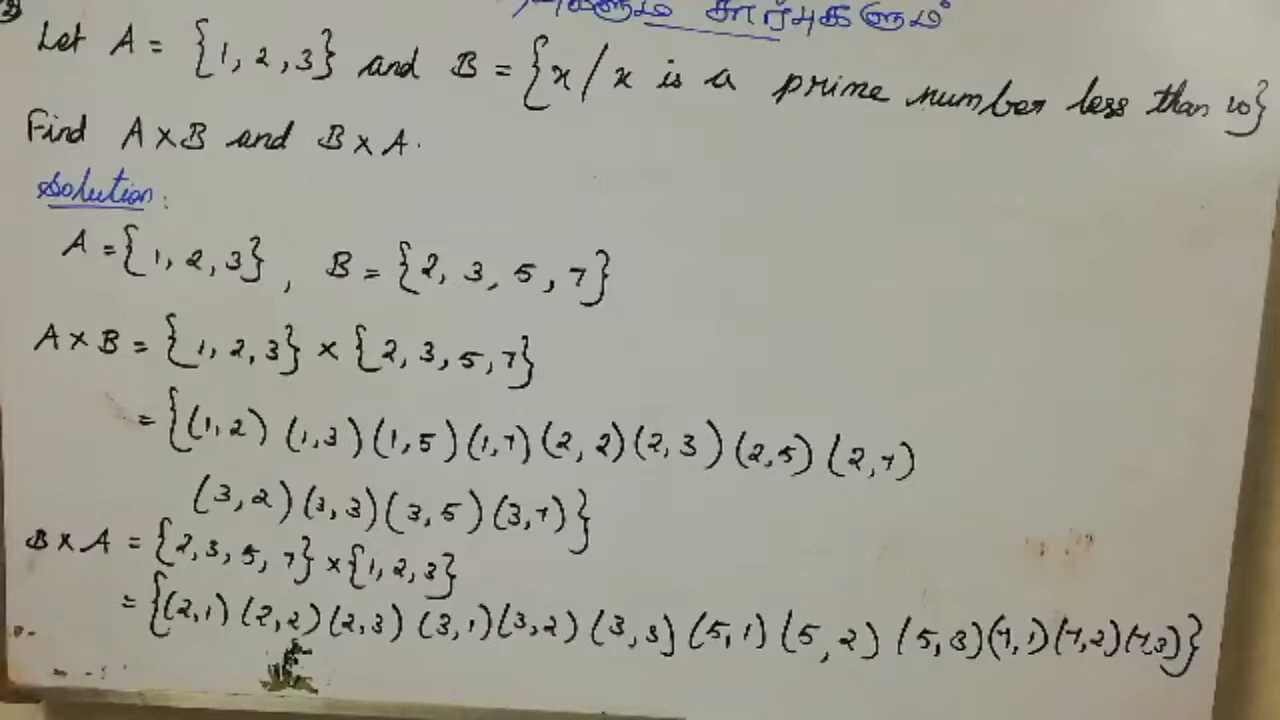 சார்புகளும்
Let A = {1, 2, 3} and B = {x / x is a prime number less than 10}
Find A × B and B × A.
Solution:
A = {1, 2, 3}, B = {2, 3, 5, 7}
A × B = {1, 2, 3} × {2, 3, 5, 7}
= {(1, 2) (1, 3) (1, 5) (1, 7) (2, 2) (2, 3) (2, 5) (2, 7)
(3, 2) (3, 3) (3, 5) (3, 7)}
B × A = {2, 3, 5, 7} × {1, 2, 3}
= {(2, 1) (2, 2) (2, 3) (3, 1) (3, 2) (3, 3) (5, 1) (5, 2) (5, 3) (7, 1) (7, 2) (7, 3)}